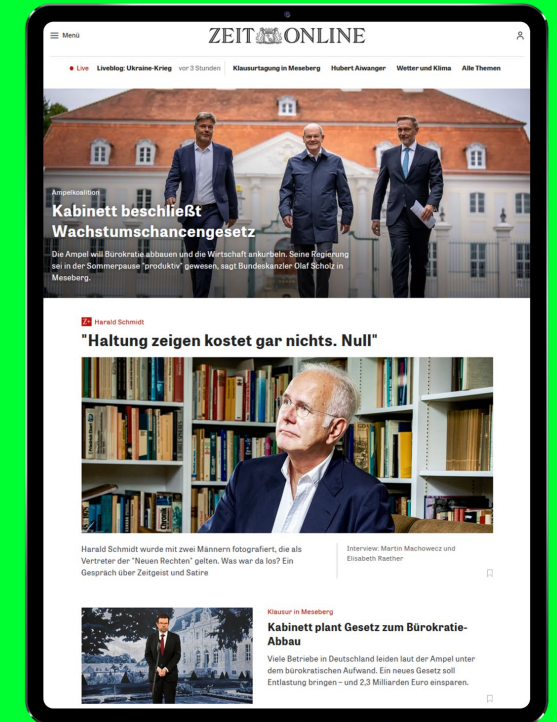 Menü
ZEIT ONLINE
Live Liveblog: Ukraine-Krieg vor 3 Stunden Klausurtagung in Meseberg Hubert Aiwanger Wetter und Klima Alle Themen
Ampelkoalition
Kabinett beschließt
Wachstumschancengesetz
Die Ampel will Bürokratie abbauen und die Wirtschaft ankurbeln. Seine Regierung
sei in der Sommerpause "produktiv" gewesen, sagt Bundeskanzler Olaf Scholz in
Meseberg.
Z+ Harald Schmidt
"Haltung zeigen kostet gar nichts. Null"
Harald Schmidt wurde mit zwei Männern fotografiert, die als
Vertreter der "Neuen Rechten" gelten. Was war da los? Ein
Gespräch über Zeitgeist und Satire
Interview: Martin Machowecz und
Elisabeth Raether
Klausur in Meseberg
Kabinett plant Gesetz zum Bürokratie-
Abbau
Viele Betriebe in Deutschland leiden laut der Ampel unter
dem bürokratischen Aufwand. Ein neues Gesetz soll
Entlastung bringen – und 2,3 Milliarden Euro einsparen.